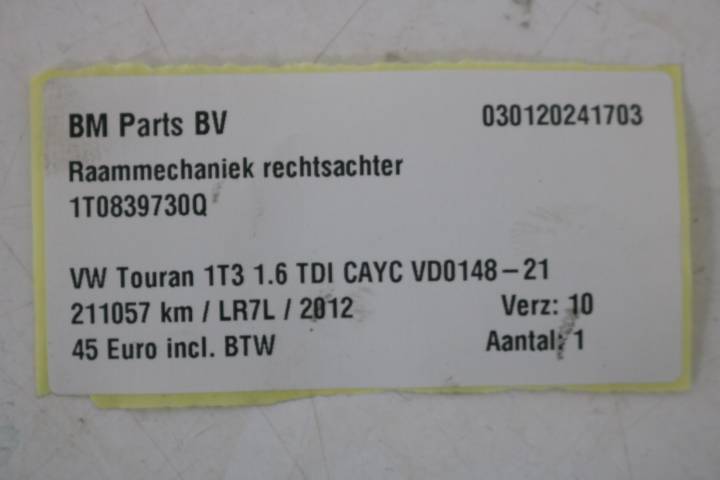 BM Parts BV 030120241703
Raammechaniek rechtsachter
1T0839730Q
VW Touran 1T3 1.6 TDI CAYC VD0148-21
211057 km / LR7L / 2012 Verz: 10
45 Euro incl. BTW Aantal: 1